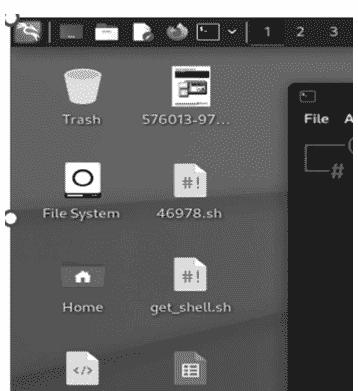 1 2 3
Trash 576013-97...
File A
#
#!
File System 46978.sh
#!
Home get_shell.sh
</>